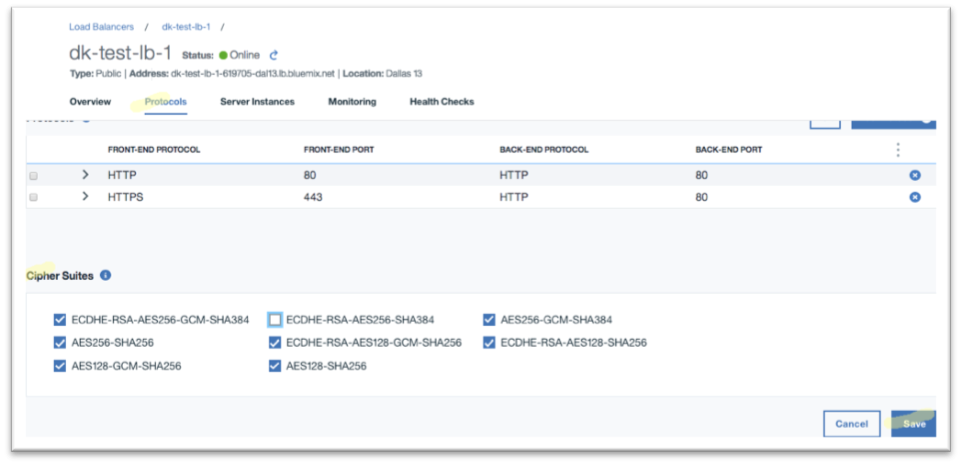 Load Balancers / dk-test-lb-1 /
dk-test-lb-1 Status: Online
Type: Public | Address: dk-test-lb-1-619705-dal13.lb.bluemix.net | Location: Dallas 13
Overview Protocols Server Instances Monitoring Health Checks
Protocols
FRONT-END PROTOCOL FRONT-END PORT BACK-END PROTOCOL BACK-END PORT
HTTP 80 HTTP 80
HTTPS 443 HTTP 80
Cipher Suites
ECDHE-RSA-AES256-GCM-SHA384 ECDHE-RSA-AES256-SHA384 AES256-GCM-SHA384
AES256-SHA256 ECDHE-RSA-AES128-GCM-SHA256 ECDHE-RSA-AES128-SHA256
AES128-GCM-SHA256 AES128-SHA256
Cancel Save